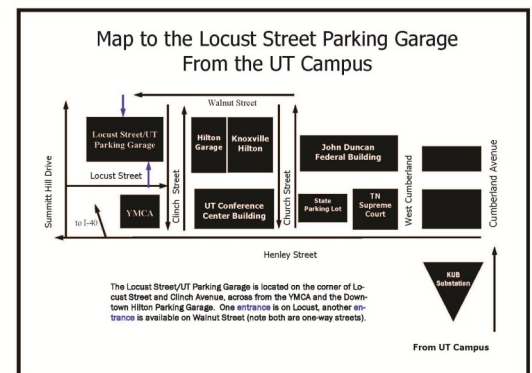 Map to the Locust Street Parking Garage
From the UT Campus
Walnut Street
Locust Street/UT
Parking Garage
Hilton
Garage
Knoxville
Hilton
John Duncan
Federal Building
Locust Street
Summitt Hill Drive
Clinch Street
Church Street
West Cumberland
Cumberland Avenue
YMCA
UT Conference
Center Building
State
Parking Lot
TN
Supreme
Court
to I-40
Henley Street
KUB
Substation
The Locust Street/UT Parking Garage is located on the corner of Lo-
cust Street and Clinch Avenue, across from the YMCA and the Down-
town Hilton Parking Garage. One entrance is on Locust, another en-
trance is available on Walnut Street (note both are one-way streets).
From UT Campus